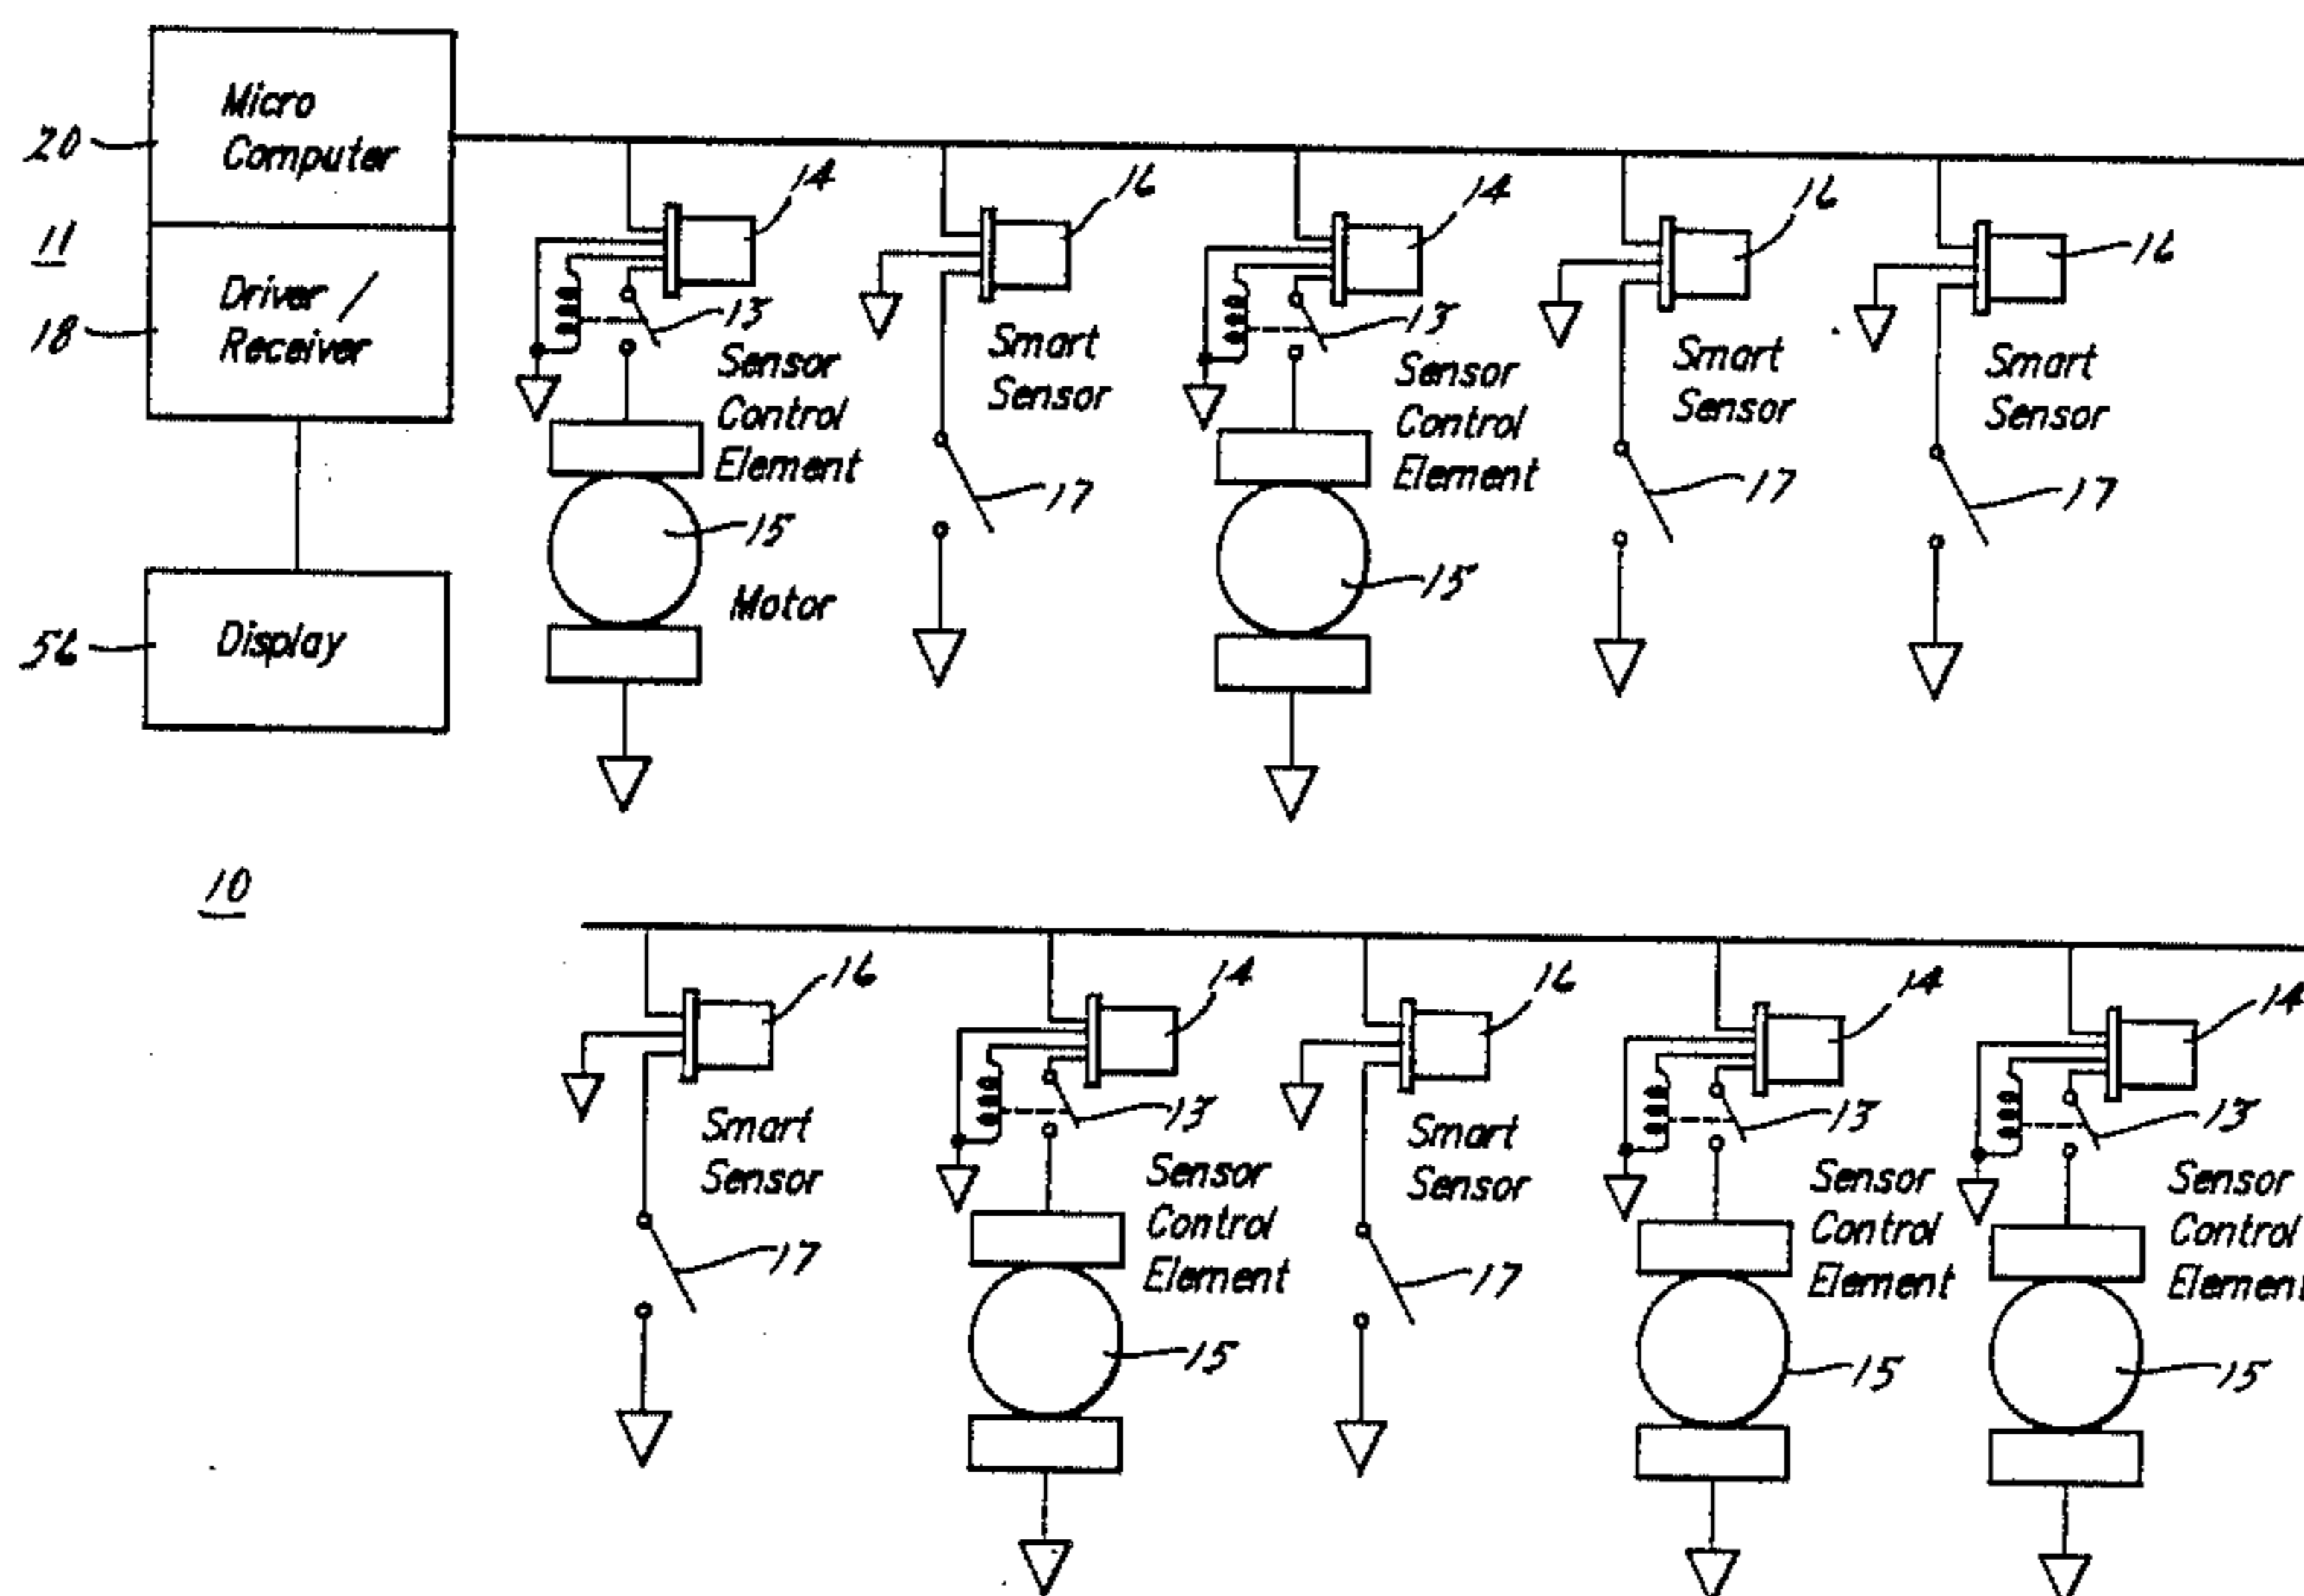 Micro
Computer
20
11
Driver /
Receiver
18
Display
56
14
13
Sensor
Control
Element
15
Motor
16
Smart
Sensor
17
14
13
Sensor
Control
Element
15
16
Smart
Sensor
17
16
Smart
Sensor
17
10
16
Smart
Sensor
17
14
13
Sensor
Control
Element
15
16
Smart
Sensor
17
14
13
Sensor
Control
Element
15
14
13
Sensor
Control
Element
15